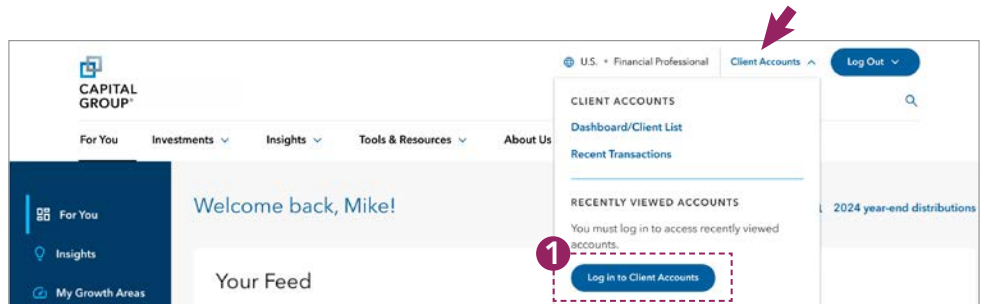 CAPITAL
GROUP®
U.S. • Financial Professional
Client Accounts
Log Out
For You
Investments
Insights
Tools & Resources
About Us
CLIENT ACCOUNTS
Dashboard/Client List
Recent Transactions
RECENTLY VIEWED ACCOUNTS
You must log in to access recently viewed
accounts.
1
Log in to Client Accounts
For You
Insights
My Growth Areas
Welcome back, Mike!
2024 year-end distributions
Your Feed